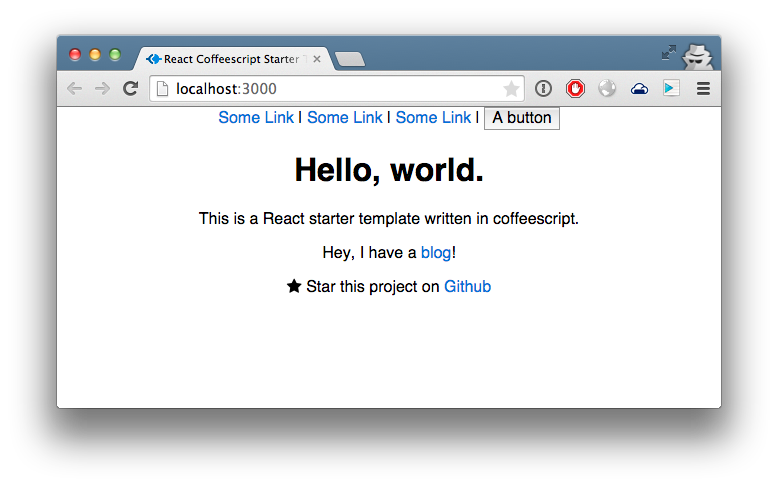 React Coffeescript Starter
localhost:3000
Some Link | Some Link | Some Link | A button
Hello, world.
This is a React starter template written in coffeescript.
Hey, I have a blog!
★ Star this project on Github